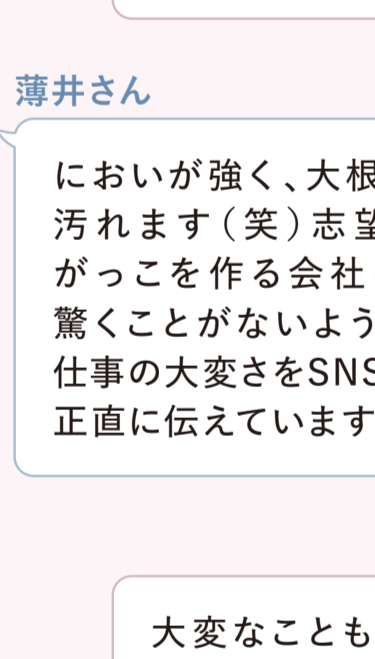 薄井さん
においが強く、大根
汚れます(笑)志望
がっこを作る会社
驚くことがないよう
仕事の大変さをSNS
正直に伝えています
大変なことも